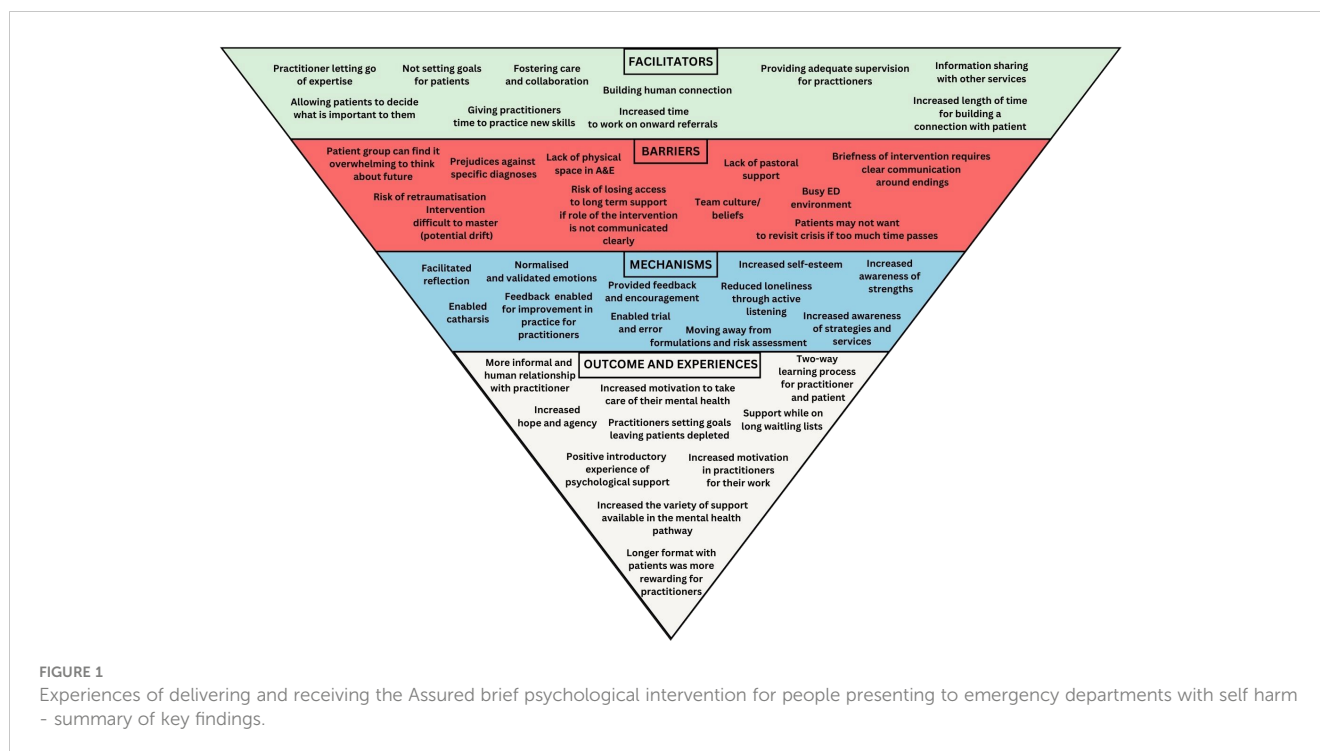 FACILITATORS
Practitioner letting go
of expertise
Not setting goals
for patients
Fostering care
and collaboration
Building human connection
Providing adequate supervision
for practtioners
Information sharing
with other services
Allowing patients to decide
what is important to them
Giving practitioners
time to practice new skills
Increased time
to work on onward referrals
Increased length of time
for building a
connection with patient
BARRIERS
Patient group can find it
overwhelming to think
about future
Prejudices against
specific diagnoses
Lack of physical
space in A&E
Lack of pastoral
support
Briefness of intervention requires
clear communication
around endings
Risk of retraumatisation
Intervention
difficult to master
(potential drift)
Risk of losing access
to long term support
if role of the intervention
is not communicated
clearly
Team culture/
beliefs
Busy ED
environment
Patients may not want
to revisit crisis if too much time passes
MECHANISMS
Facilitated
reflection
Normalised
and validated emotions
Provided feedback
and encouragement
Increased self-esteem
Reduced loneliness
through active
listening
Increased
awareness of
strengths
Enabled
catharsis
Feedback enabled
for improvement in
practice for
practitioners
Enabled trial
and error
Moving away from
formulations and risk assessment
Increased awareness
of strategies and
services
OUTCOME AND EXPERIENCES
More informal and
human relationship
with practitioner
Increased motivation to take
care of their mental health
Two-way
learning process
for practitioner
and patient
Increased
hope and agency
Practitioners setting goals
leaving patients depleted
Support while on
long waitling lists
Positive introductory
experience of
psychological support
Increased motivation
in practitioners
for their work
Increased the variety of support
available in the mental health
pathway
Longer format with
patients was more
rewarding for
practitioners
FIGURE 1
Experiences of delivering and receiving the Assured brief psychological intervention for people presenting to emergency departments with self harm
- summary of key findings.